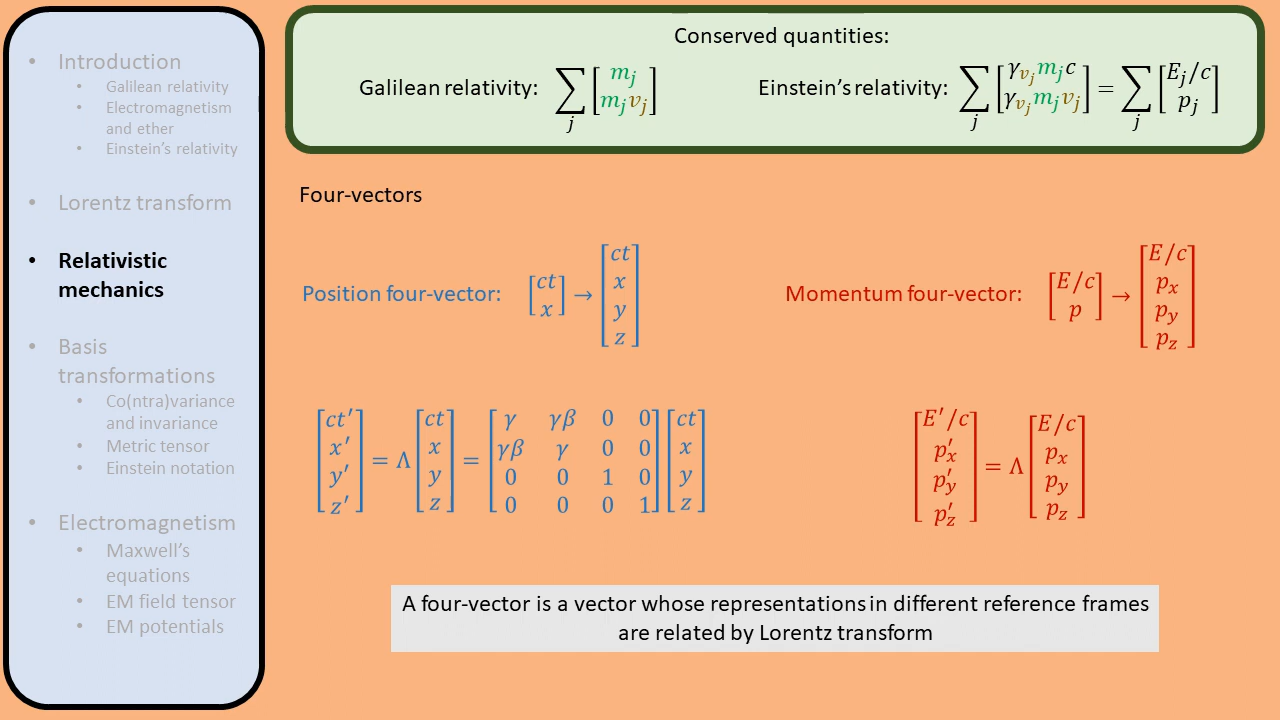 • Introduction
• Galilean relativity
• Electromagnetism
and ether
• Einstein's relativity
• Lorentz transform
• Relativistic
mechanics
• Basis
transformations
• Co(ntra)variance
and invariance
• Metric tensor
• Einstein notation
• Electromagnetism
• Maxwell's
equations
• EM field tensor
• EM potentials
Conserved quantities:
Galilean relativity: ∑_j [m_j; m_j v_j]
Einstein's relativity: ∑_j [γ_{v_j} m_j c; γ_{v_j} m_j v_j] = ∑_j [E_j/c; p_j]
Four-vectors
Position four-vector: [ct; x] → [ct; x; y; z]
Momentum four-vector: [E/c; p] → [E/c; p_x; p_y; p_z]
[ct′; x′; y′; z′] = Λ [ct; x; y; z] = [γ γβ 0 0; γβ γ 0 0; 0 0 1 0; 0 0 0 1] [ct; x; y; z]
[E′/c; p′_x; p′_y; p′_z] = Λ [E/c; p_x; p_y; p_z]
A four-vector is a vector whose representations in different reference frames
are related by Lorentz transform